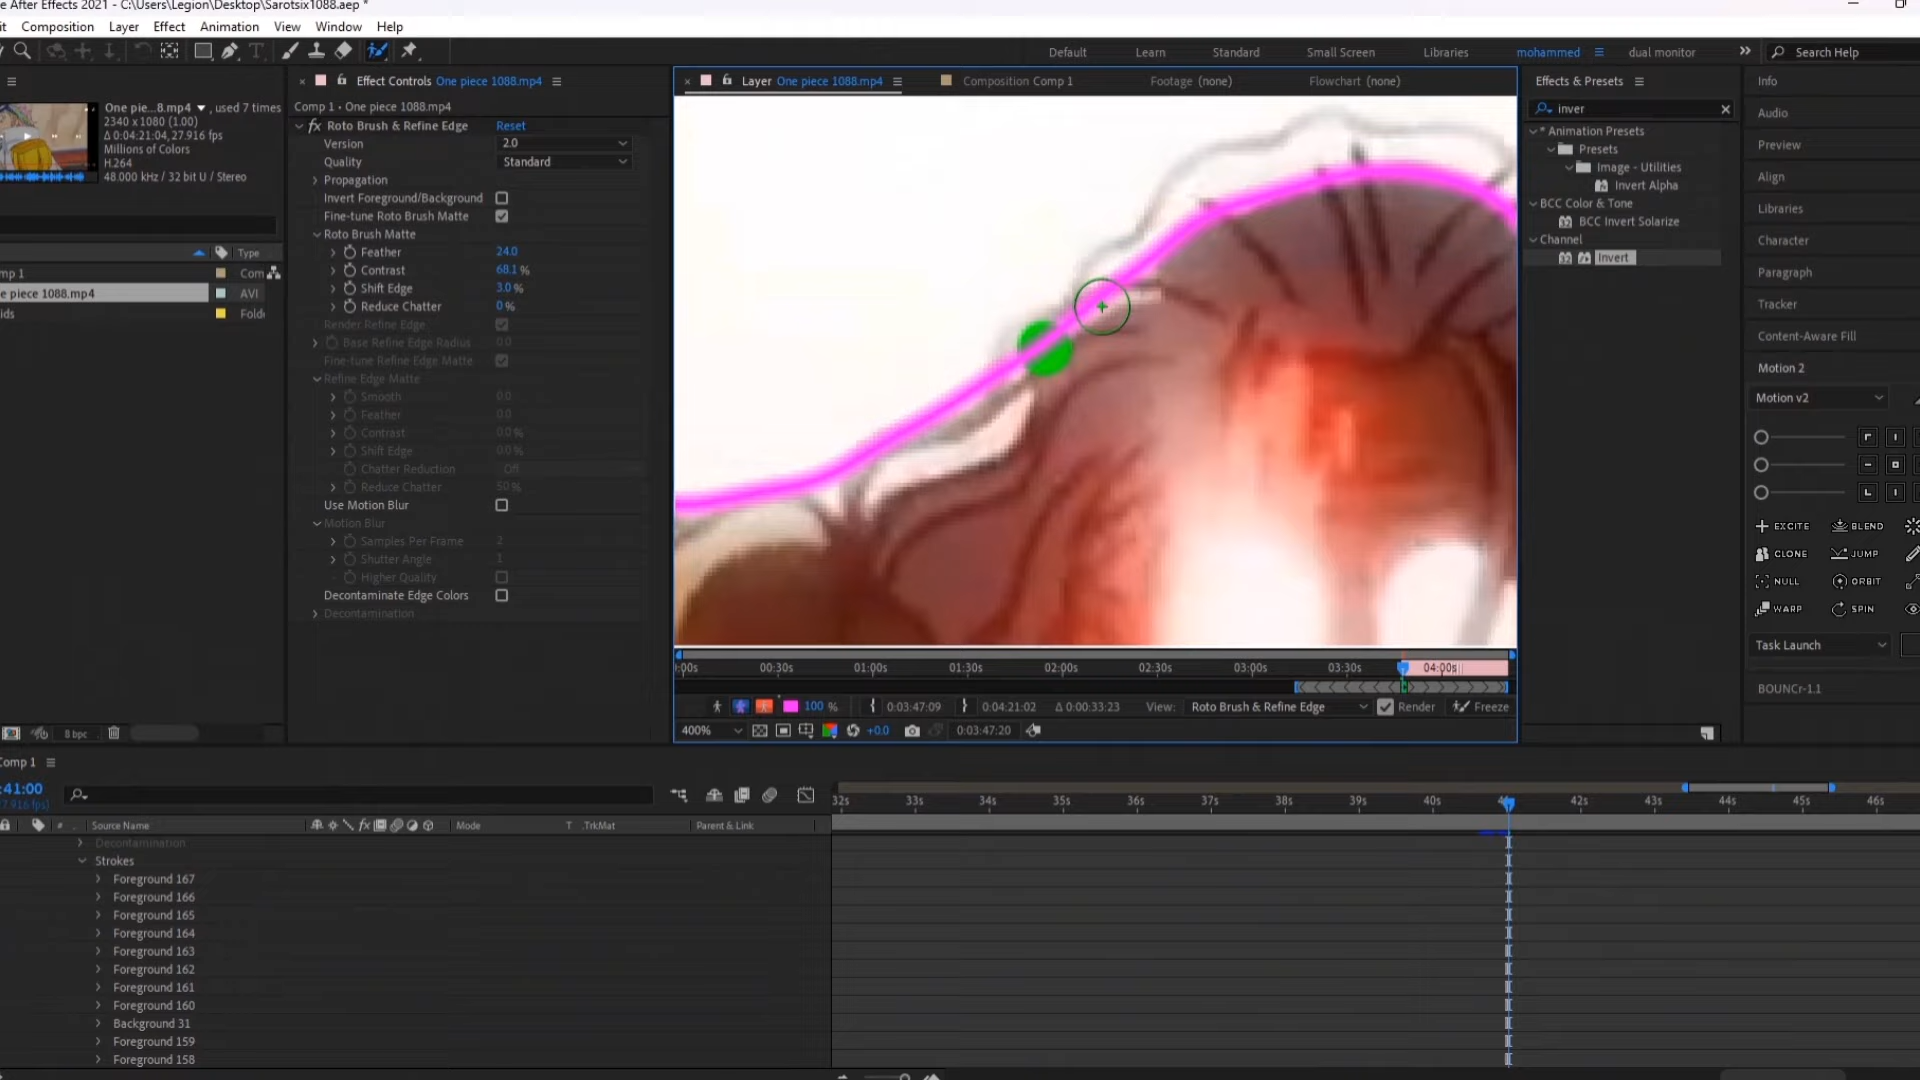 e After Effects 2021 - C:\Users\Legion\Desktop\Sarotsix1088.aep *
it Composition Layer Effect Animation View Window Help
Default Learn Standard Small Screen Libraries mohammed dual monitor Search Help
Effect Controls One piece 1088.mp4
Layer One piece 1088.mp4 Composition Comp 1 Footage (none) Flowchart (none)
Effects & Presets
Info
One pie...8.mp4 , used 7 times
2340 x 1080 (1.00)
Δ 0:04:21:04, 27.916 fps
Millions of Colors
H.264
48.000 kHz / 32 bit U / Stereo
Type
mp 1 Com
e piece 1088.mp4 AVI
ids Folde
8 bpc
Comp 1 • One piece 1088.mp4
fx Roto Brush & Refine Edge Reset
Version 2.0
Quality Standard
Propagation
Invert Foreground/Background
Fine-tune Roto Brush Matte
Roto Brush Matte
Feather 24.0
Contrast 68.1 %
Shift Edge 3.0 %
Reduce Chatter 0 %
Render Refine Edge
Base Refine Edge Radius 0.0
Fine-tune Refine Edge Matte
Refine Edge Matte
Smooth 0.0
Feather 0.0
Contrast 0.0 %
Shift Edge 0.0 %
Chatter Reduction Off
Reduce Chatter 50 %
Use Motion Blur
Motion Blur
Samples Per Frame 2
Shutter Angle 1
Higher Quality
Decontaminate Edge Colors
Decontamination
:00s 00:30s 01:00s 01:30s 02:00s 02:30s 03:00s 03:30s 04:00s
100 % 0:03:47:09 0:04:21:02 Δ 0:00:33:23 View: Roto Brush & Refine Edge Render Freeze
400% +0.0 0:03:47:20
inver
* Animation Presets
Presets
Image - Utilities
Invert Alpha
BCC Color & Tone
BCC Invert Solarize
Channel
Invert
Audio
Preview
Align
Libraries
Character
Paragraph
Tracker
Content-Aware Fill
Motion 2
Motion v2
EXCITE BLEND
CLONE JUMP
NULL ORBIT
WARP SPIN
Task Launch
BOUNCr-1.1
Comp 1
:41:00
7.916 fps)
32s 33s 34s 35s 36s 37s 38s 39s 40s 42s 43s 44s 45s 46s
# Source Name fx Mode T .TrkMat Parent & Link
Decontamination
Strokes
Foreground 167
Foreground 166
Foreground 165
Foreground 164
Foreground 163
Foreground 162
Foreground 161
Foreground 160
Background 31
Foreground 159
Foreground 158